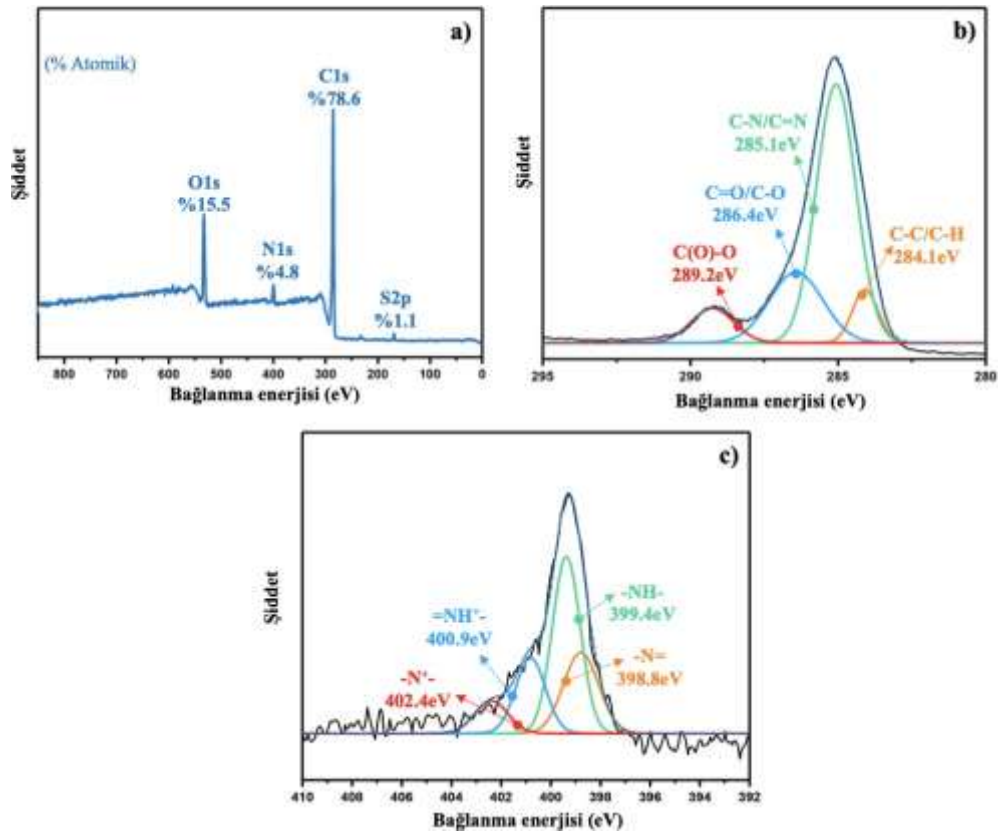 a)
(% Atomik)
C1s
%78.6
O1s
%15.5
N1s
%4.8
S2p
%1.1
Şiddet
800 700 600 500 400 300 200 100 0
Bağlanma enerjisi (eV)
b)
C-N/C=N
285.1eV
C=O/C-O
286.4eV
C-C/C-H
284.1eV
C(O)-O
289.2eV
Şiddet
295 290 285 280
Bağlanma enerjisi (eV)
c)
-NH-
399.4eV
=NH⁺-
400.9eV
-N=
398.8eV
-N⁺-
402.4eV
Şiddet
410 408 406 404 402 400 398 396 394 392
Bağlanma enerjisi (eV)